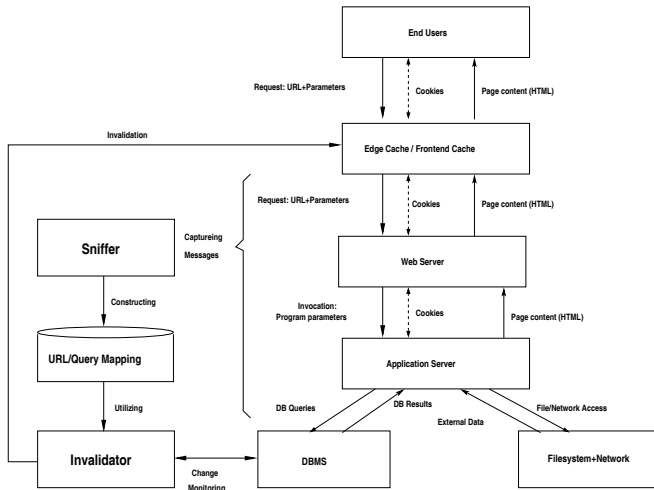 End Users
Request: URL+Parameters
Cookies
Page content (HTML)
Invalidation
Edge Cache / Frontend Cache
Request: URL+Parameters
Cookies
Page content (HTML)
Sniffer
Captureing
Messages
Web Server
Constructing
Invocation:
Program parameters
Cookies
Page content (HTML)
URL/Query Mapping
Application Server
Utilizing
DB Queries
DB Results
File/Network Access
External Data
Invalidator
Change
Monitoring
DBMS
Filesystem+Network